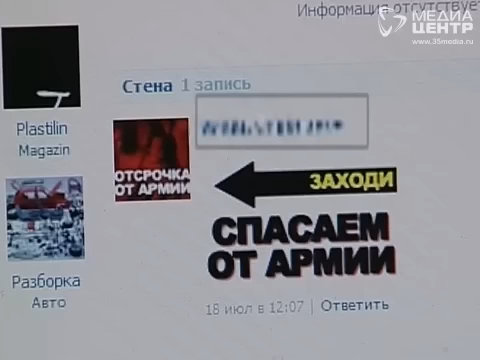 Информация отсутствуе
МЕДИА
ЦЕНТР
www.35media.ru
Стена 1 запись
Plastilin
Magazin
ОТСРОЧКА
ОТ АРМИИ
ЗАХОДИ
СПАСАЕМ
ОТ АРМИИ
Разборка
Авто
18 июл в 12:07 | Ответить